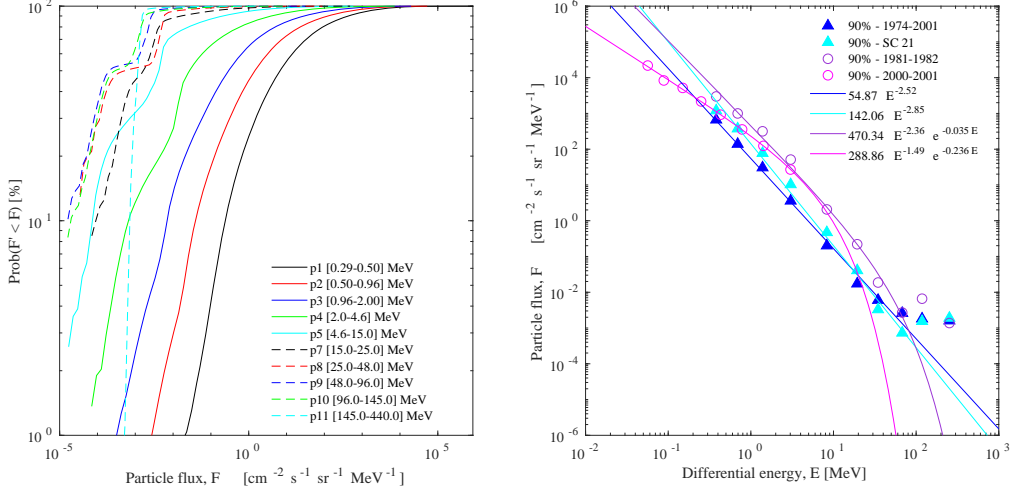 10^2
10^1
10^0
Prob(F' < F) [%]
p1 [0.29-0.50] MeV
p2 [0.50-0.96] MeV
p3 [0.96-2.00] MeV
p4 [2.0-4.6] MeV
p5 [4.6-15.0] MeV
p7 [15.0-25.0] MeV
p8 [25.0-48.0] MeV
p9 [48.0-96.0] MeV
p10 [96.0-145.0] MeV
p11 [145.0-440.0] MeV
10^-5 10^0 10^5
Particle flux, F [cm^-2 s^-1 sr^-1 MeV^-1]
10^6
10^4
10^2
10^0
10^-2
10^-4
10^-6
Particle flux, F [cm^-2 s^-1 sr^-1 MeV^-1]
90% - 1974-2001
90% - SC 21
90% - 1981-1982
90% - 2000-2001
54.87 E^-2.52
142.06 E^-2.85
470.34 E^-2.36 e^-0.035 E
288.86 E^-1.49 e^-0.236 E
10^-2 10^-1 10^0 10^1 10^2 10^3
Differential energy, E [MeV]